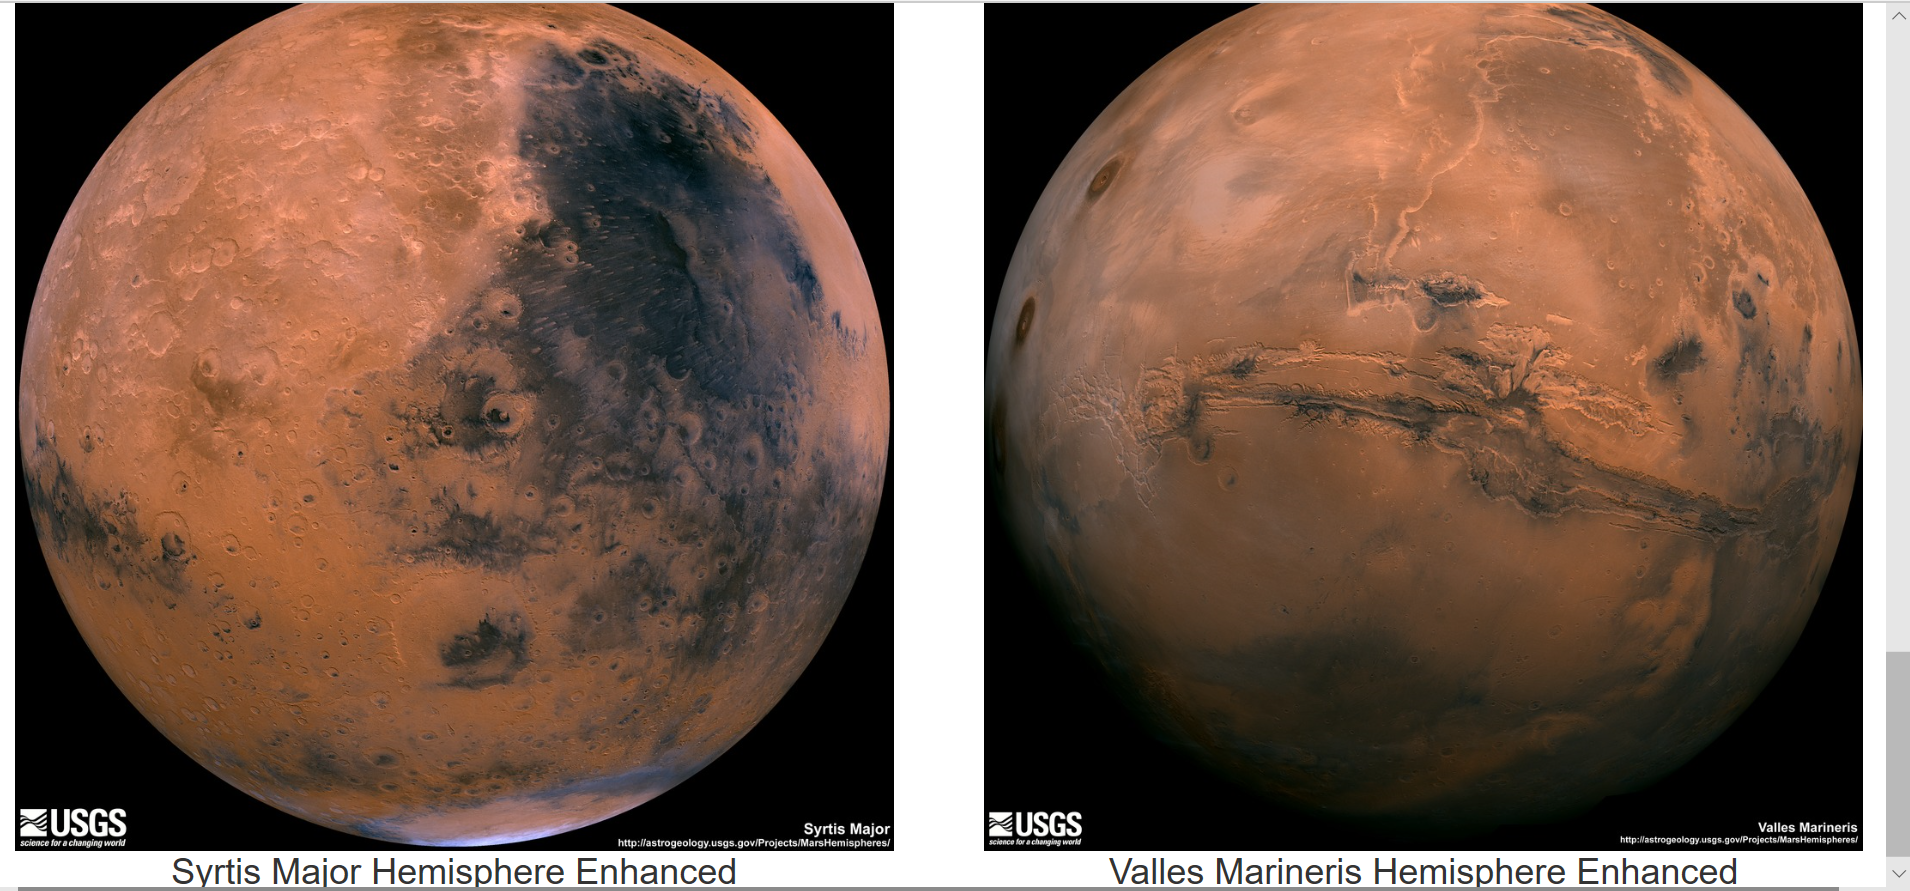 USGS
science for a changing world
Syrtis Major
http://astrogeology.usgs.gov/Projects/MarsHemispheres/
Syrtis Major Hemisphere Enhanced
USGS
science for a changing world
Valles Marineris
http://astrogeology.usgs.gov/Projects/MarsHemispheres/
Valles Marineris Hemisphere Enhanced